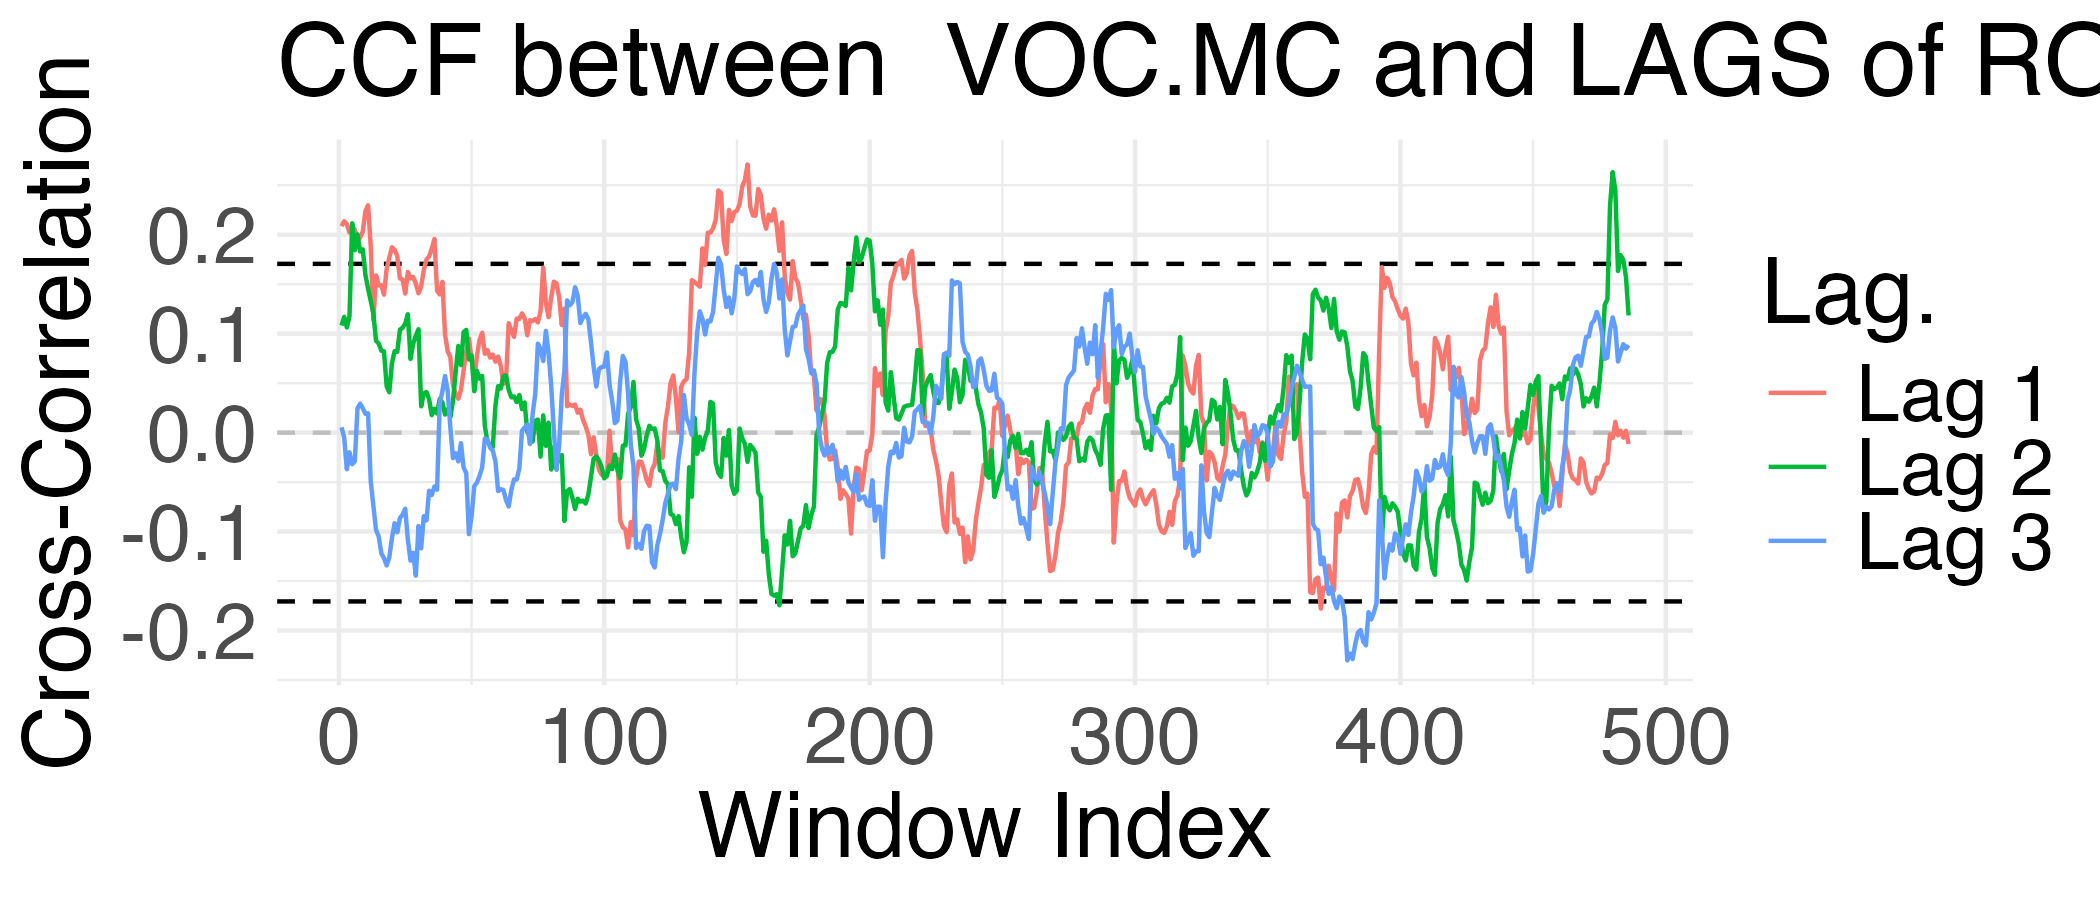 CCF between VOC.MC and LAGS of
Cross-Correlation
0.2
0.1
0.0
-0.1
-0.2
0 100 200 300 400 500
Window Index
Lag.
Lag 1
Lag 2
Lag 3